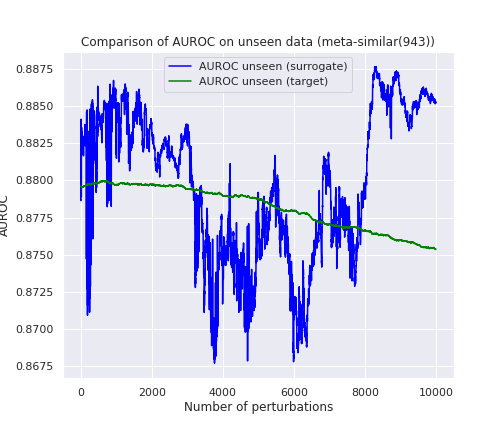 Comparison of AUROC on unseen data (meta-similar(943))
AUROC unseen (surrogate)
AUROC unseen (target)
0.8875
0.8850
0.8825
0.8800
0.8775
0.8750
0.8725
0.8700
0.8675
AUROC
0 2000 4000 6000 8000 10000
Number of perturbations